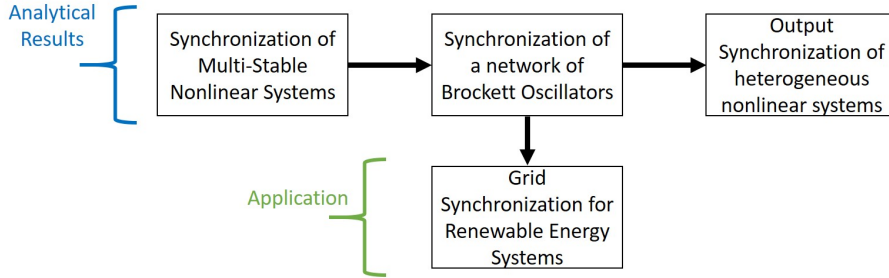 Analytical
Results
Synchronization of
Multi-Stable
Nonlinear Systems
Synchronization of
a network of
Brockett Oscillators
Output
Synchronization of
heterogeneous
nonlinear systems
Application
Grid
Synchronization for
Renewable Energy
Systems